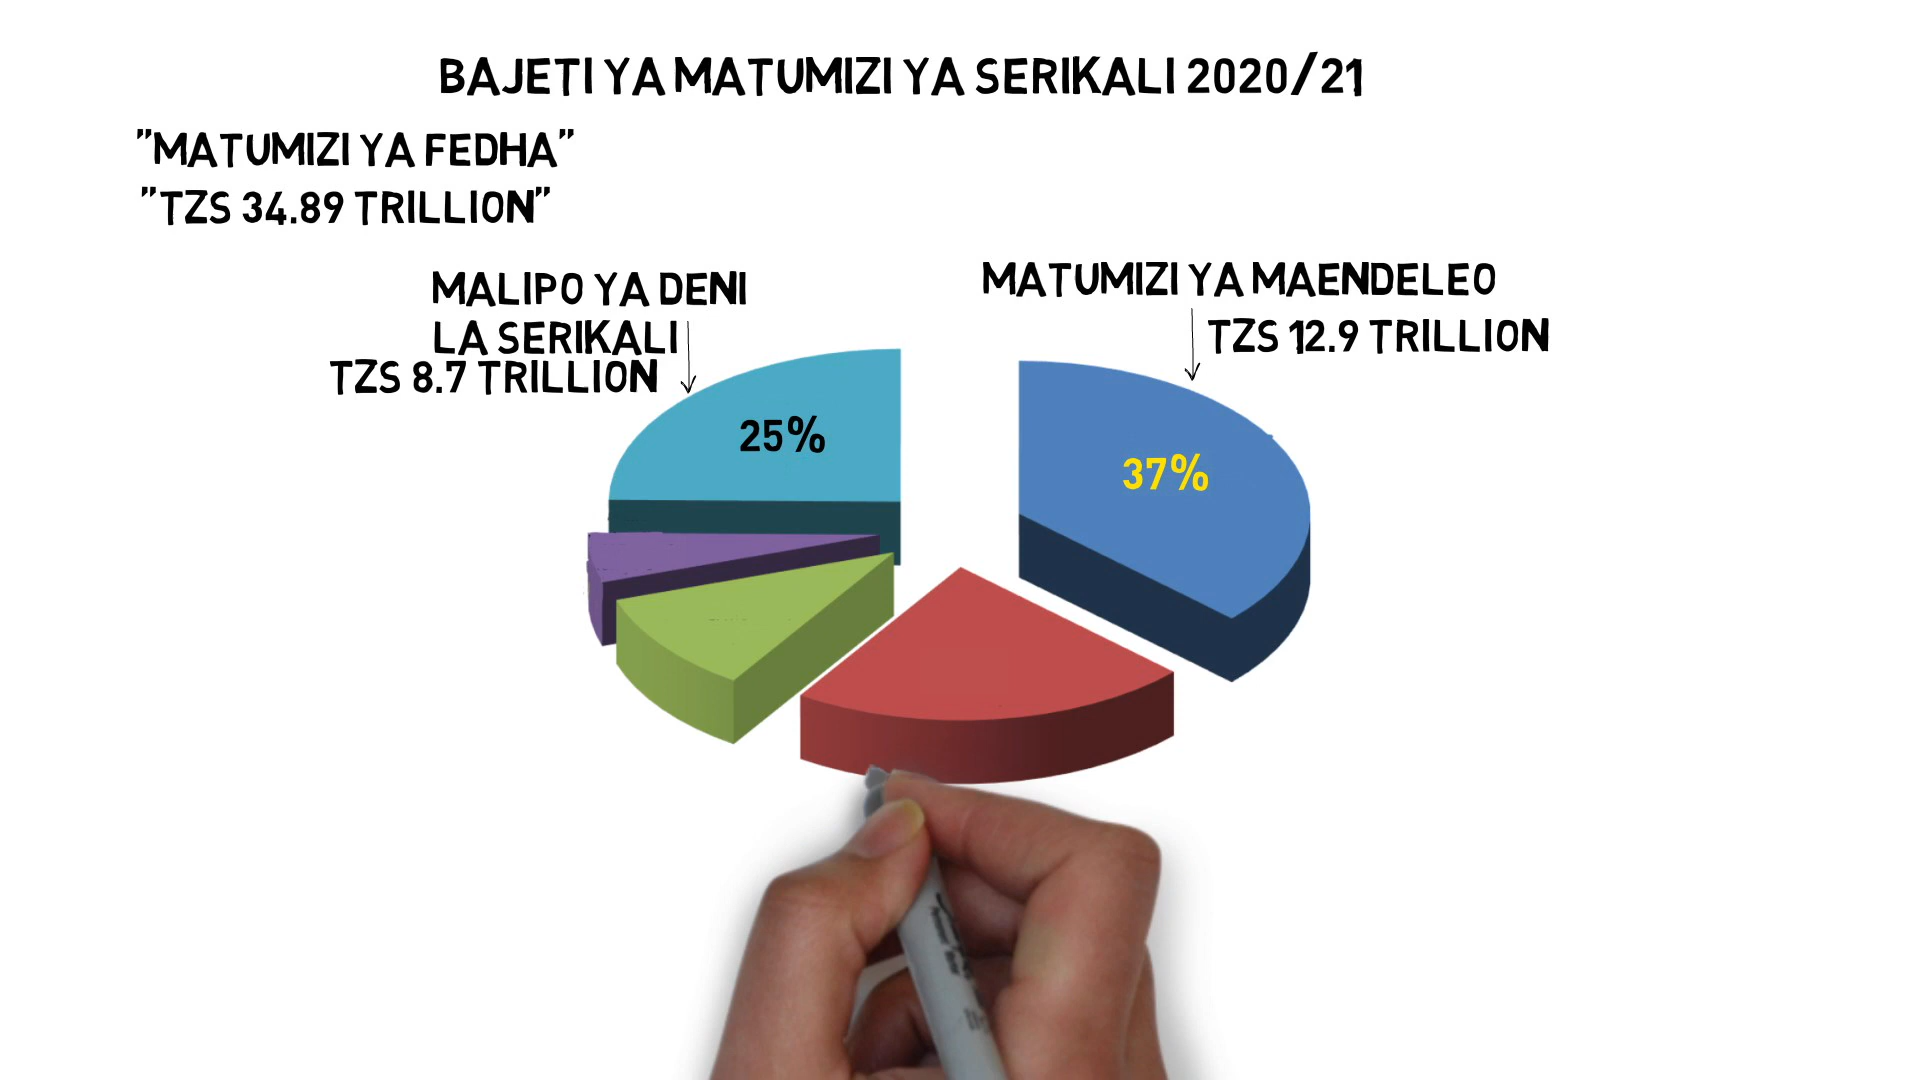 BAJETI YA MATUMIZI YA SERIKALI 2020/21
"MATUMIZI YA FEDHA"
"TZS 34.89 TRILLION"
MALIPO YA DENI
LA SERIKALI
TZS 8.7 TRILLION
MATUMIZI YA MAENDELEO
TZS 12.9 TRILLION
25%
37%